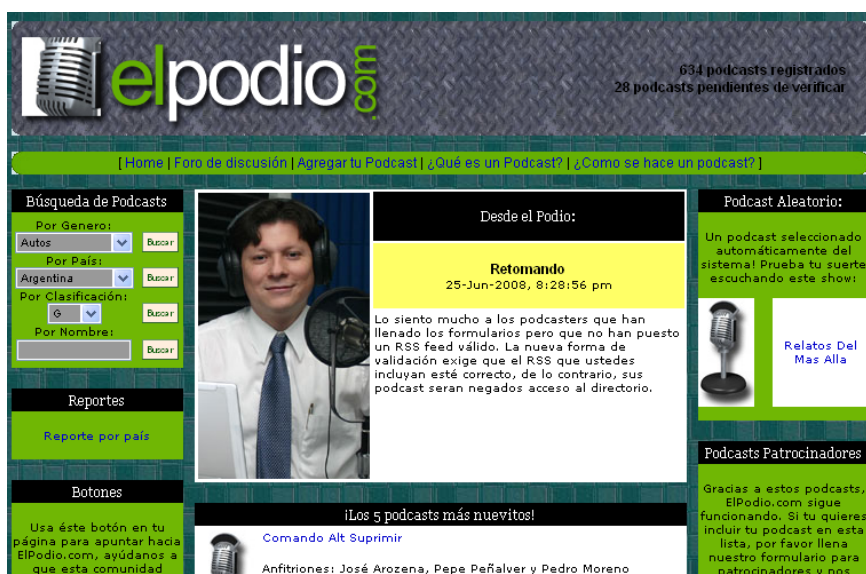 elpodio.com
634 podcasts registrados
28 podcasts pendientes de verificar
[ Home | Foro de discusión | Agregar tu Podcast | ¿Qué es un Podcast? | ¿Como se hace un podcast? ]
Búsqueda de Podcasts
Por Genero:
Autos
Buscar
Por País:
Argentina
Buscar
Por Clasificación:
G
Buscar
Por Nombre:
Buscar
Reportes
Reporte por país
Botones
Usa éste botón en tu
página para apuntar hacia
ElPodio.com, ayúdanos a
que esta comunidad
Desde el Podio:
Retomando
25-Jun-2008, 8:28:56 pm
Lo siento mucho a los podcasters que han
llenado los formularios pero que no han puesto
un RSS feed válido. La nueva forma de
validación exige que el RSS que ustedes
incluyan esté correcto, de lo contrario, sus
podcast seran negados acceso al directorio.
¡Los 5 podcasts más nuevitos!
Comando Alt Suprimir
Anfitriones: José Arozena, Pepe Peñalver y Pedro Moreno
Podcast Aleatorio:
Un podcast seleccionado
automáticamente del
sistema! Prueba tu suerte
escuchando este show:
Relatos Del
Mas Alla
Podcasts Patrocinadores
Gracias a estos podcasts,
ElPodio.com sigue
funcionando. Si tu quieres
incluir tu podcast en esta
lista, por favor llena
nuestro formulario para
patrocinadores y nos